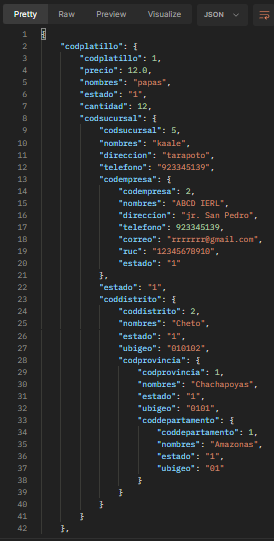 Pretty Raw Preview Visualize JSON
1 {
2 "codplatillo": {
3 "codplatillo": 1,
4 "precio": 12.0,
5 "nombres": "papas",
6 "estado": "1",
7 "cantidad": 12,
8 "codsucursal": {
9 "codsucursal": 5,
10 "nombres": "kaale",
11 "direccion": "tarapoto",
12 "telefono": "923345139",
13 "codempresa": {
14 "codempresa": 2,
15 "nombres": "ABCD IERL",
16 "direccion": "jr. San Pedro",
17 "telefono": 923345139,
18 "correo": "rrrrrrr@gmail.com",
19 "ruc": "12345678910",
20 "estado": "1"
21 },
22 "estado": "1",
23 "coddistrito": {
24 "coddistrito": 2,
25 "nombres": "Cheto",
26 "estado": "1",
27 "ubigeo": "010102",
28 "codprovincia": {
29 "codprovincia": 1,
30 "nombres": "Chachapoyas",
31 "estado": "1",
32 "ubigeo": "0101",
33 "coddepartamento": {
34 "coddepartamento": 1,
35 "nombres": "Amazonas",
36 "estado": "1",
37 "ubigeo": "01"
38 }
39 }
40 }
41 }
42 },